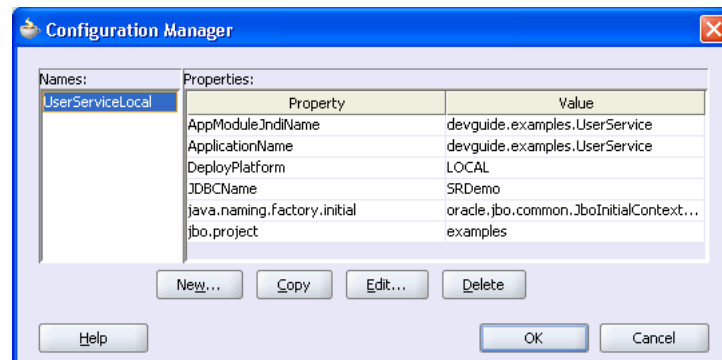 Configuration Manager
Names: Properties:
UserServiceLocal
Property Value
AppModuleJndiName devguide.examples.UserService
ApplicationName devguide.examples.UserService
DeployPlatform LOCAL
JDBCName SRDemo
java.naming.factory.initial oracle.jbo.common.JboInitialContext...
jbo.project examples
New... Copy Edit... Delete
Help OK Cancel